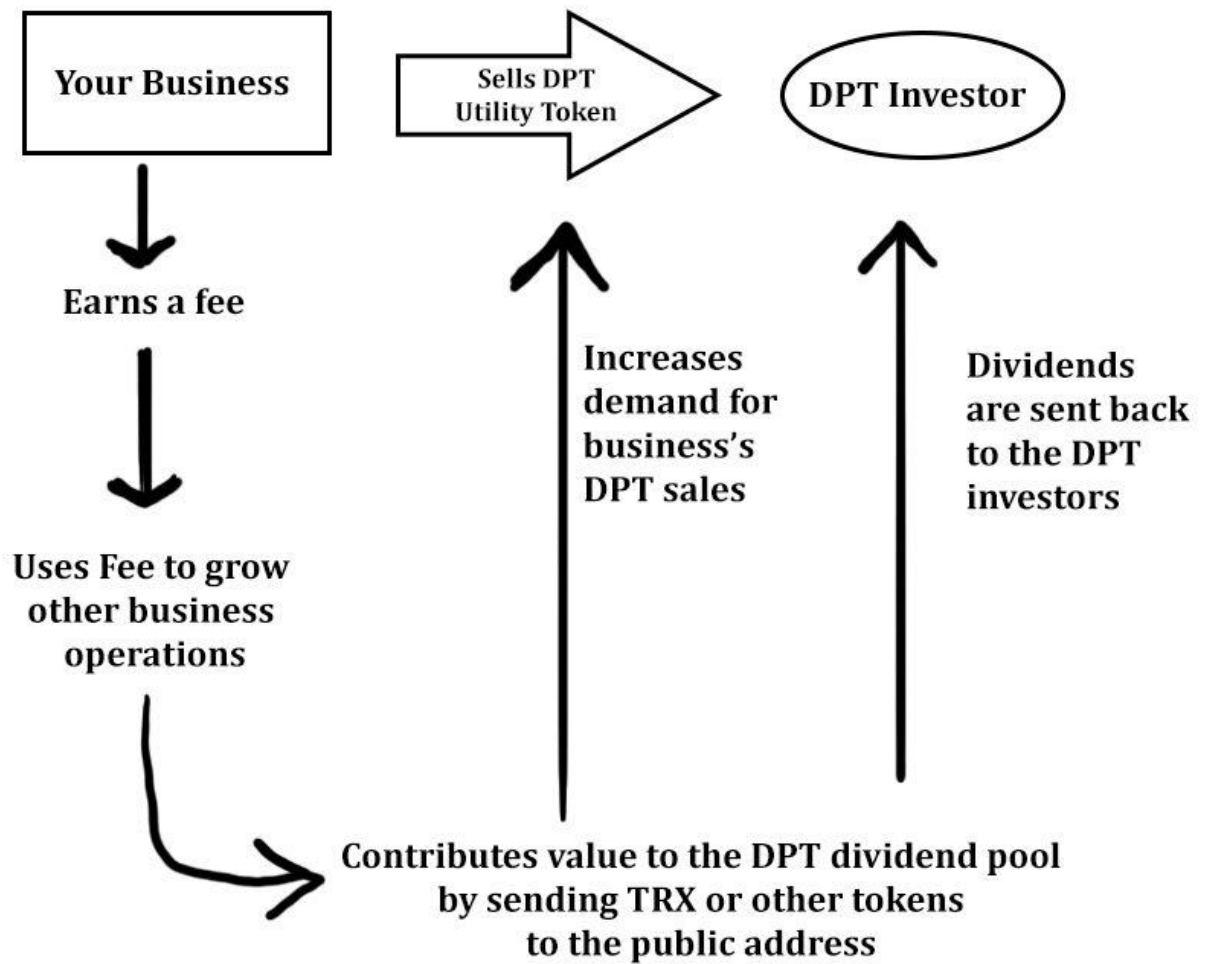 Your Business
Sells DPT
Utility Token
DPT Investor
Earns a fee
Increases
demand for
business's
DPT sales
Dividends
are sent back
to the DPT
investors
Uses Fee to grow
other business
operations
Contributes value to the DPT dividend pool
by sending TRX or other tokens
to the public address